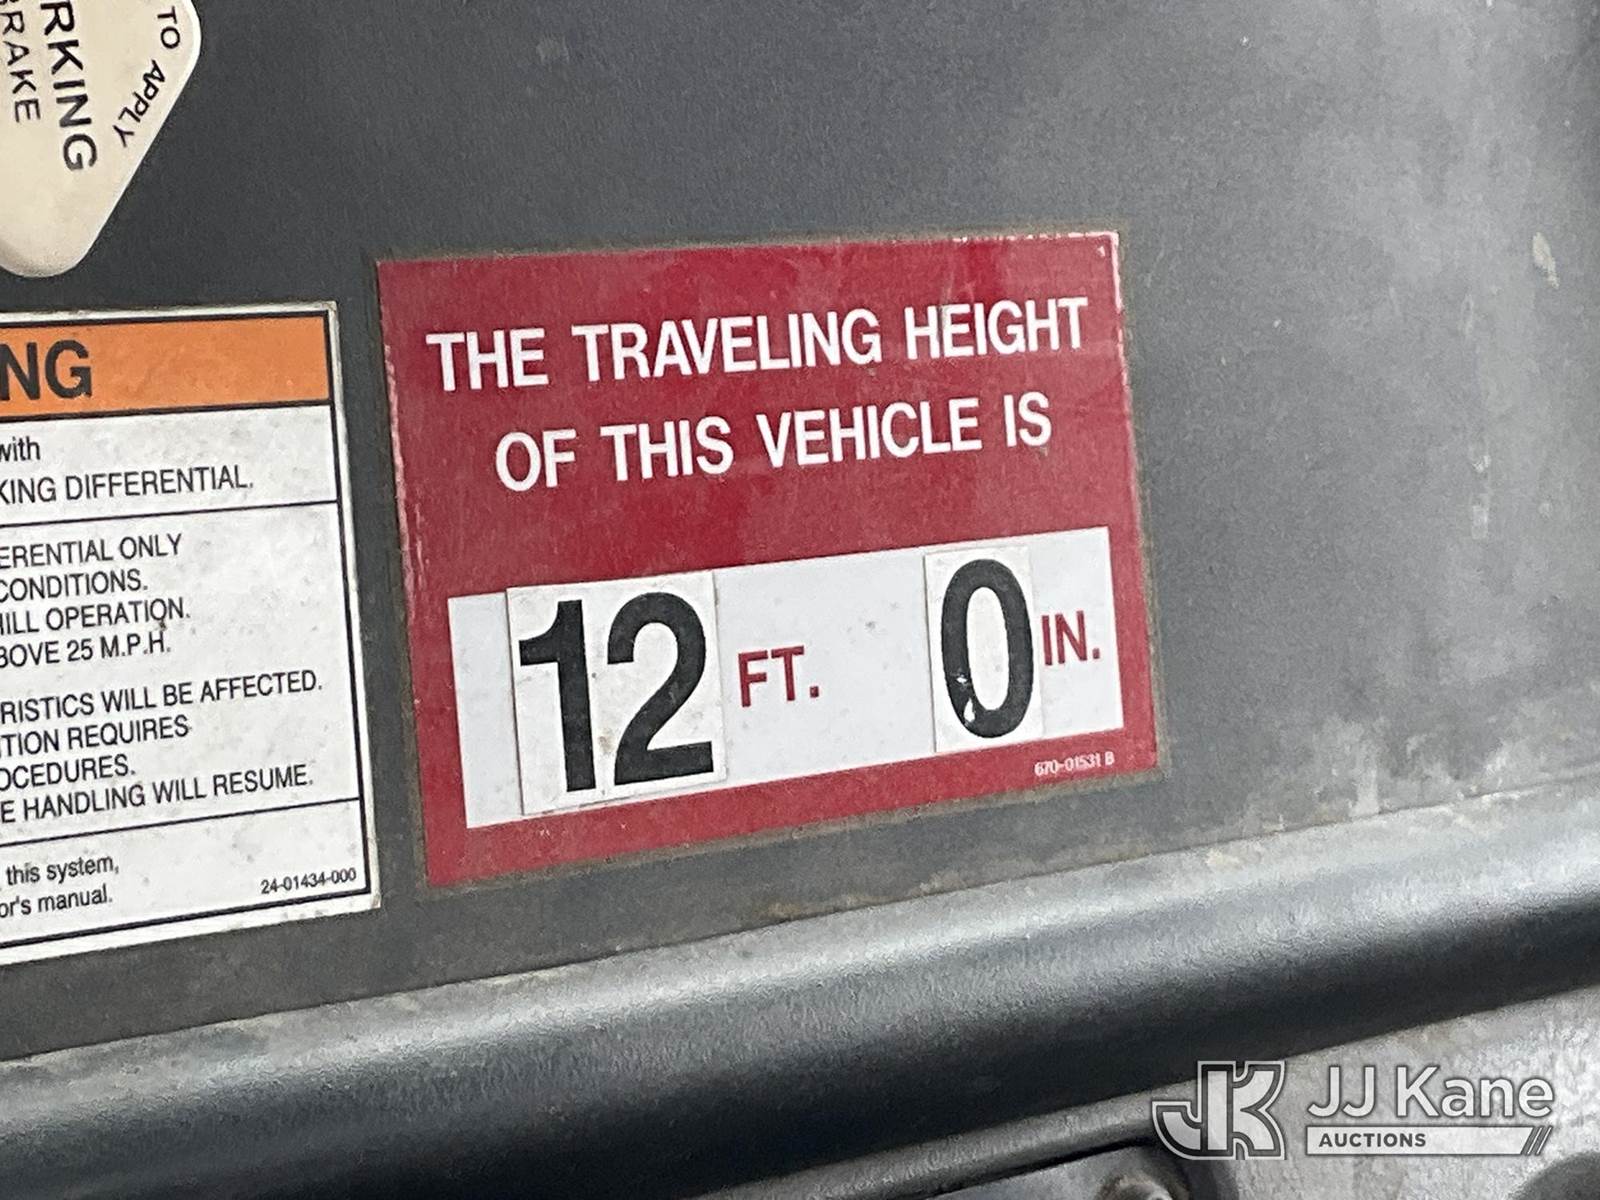 RKING
RAKE
TO APPLY
NG
with
KING DIFFERENTIAL.
ERENTIAL ONLY
CONDITIONS.
HILL OPERATION.
BOVE 25 M.P.H.
RISTICS WILL BE AFFECTED.
TION REQUIRES
OCEDURES.
E HANDLING WILL RESUME.
this system,
or's manual.
24-01434-000
THE TRAVELING HEIGHT
OF THIS VEHICLE IS
12 FT. 0 IN.
670-01531 B
JK JJ Kane
AUCTIONS